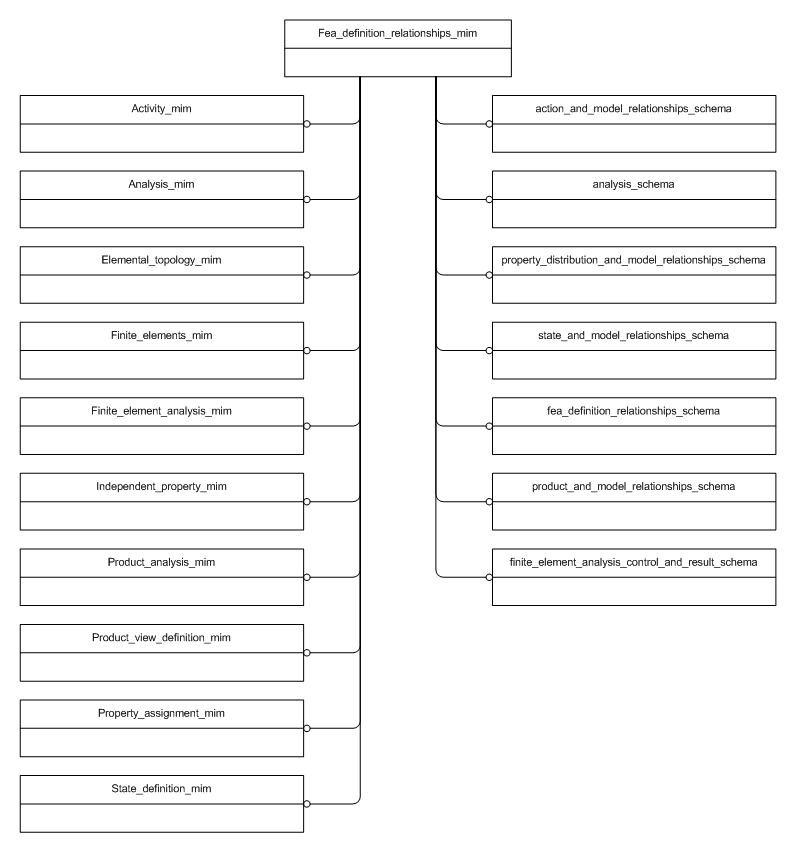 Fea_definition_relationships_mim
Activity_mim
action_and_model_relationships_schema
Analysis_mim
analysis_schema
Elemental_topology_mim
property_distribution_and_model_relationships_schema
Finite_elements_mim
state_and_model_relationships_schema
Finite_element_analysis_mim
fea_definition_relationships_schema
Independent_property_mim
product_and_model_relationships_schema
Product_analysis_mim
finite_element_analysis_control_and_result_schema
Product_view_definition_mim
Property_assignment_mim
State_definition_mim